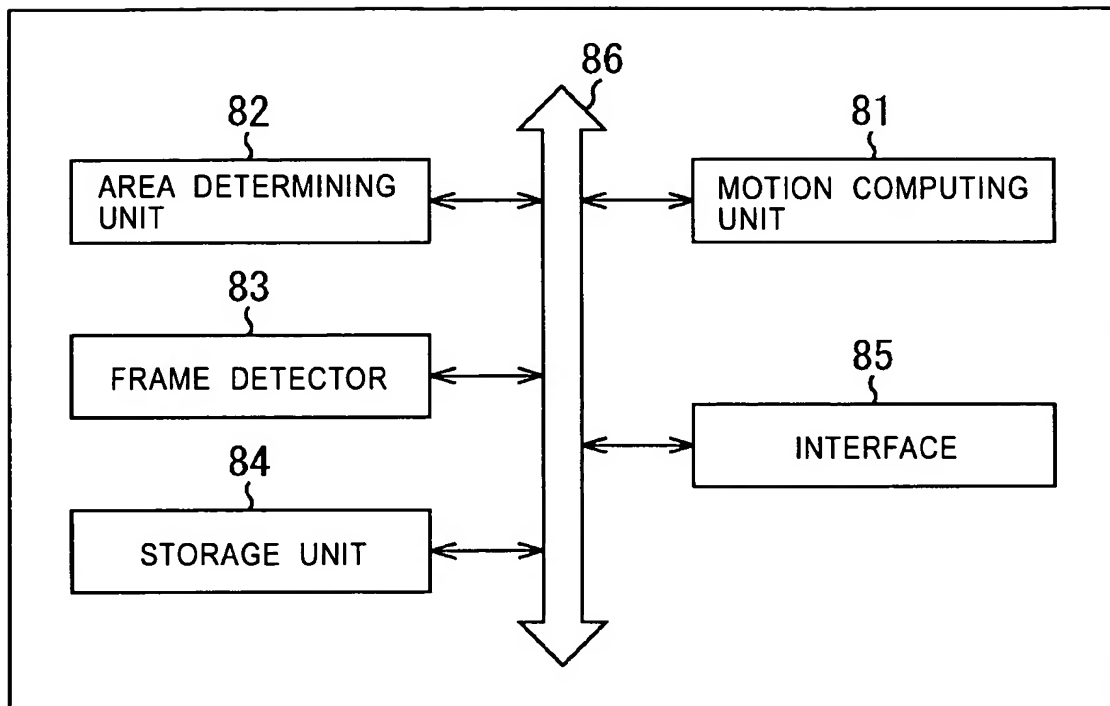 86
82
81
AREA DETERMINING
UNIT
MOTION COMPUTING
UNIT
83
FRAME DETECTOR
85
INTERFACE
84
STORAGE UNIT